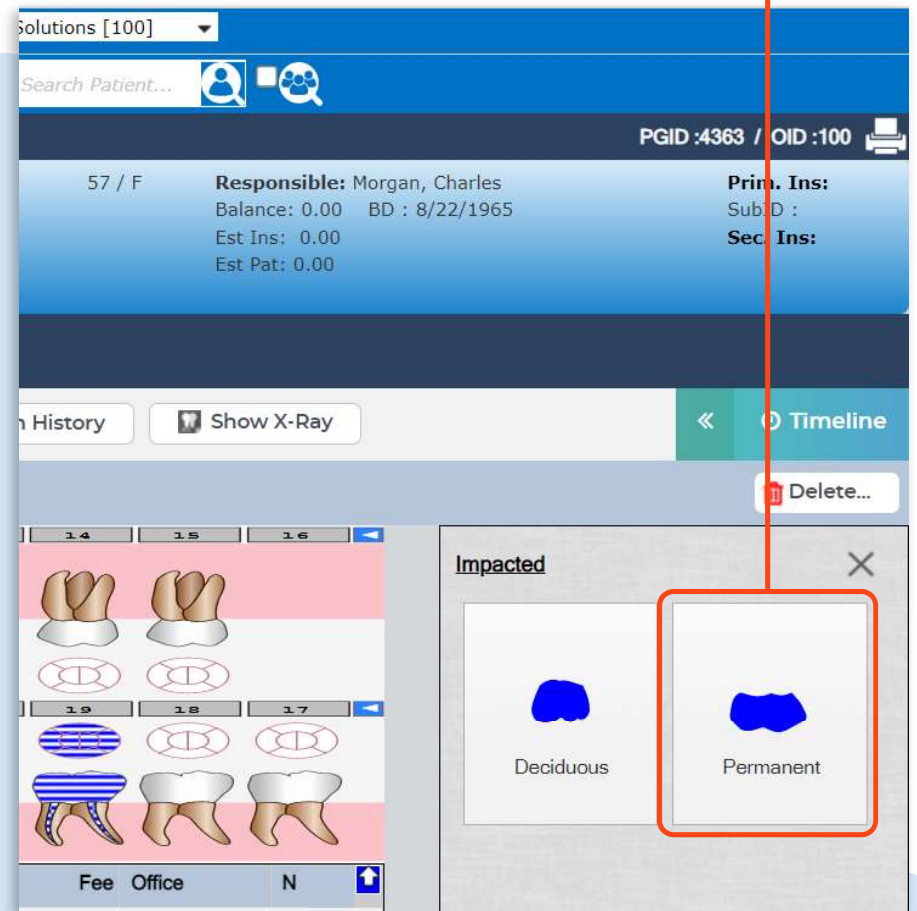 Solutions [100]
Search Patient...
PGID :4363 / OID :100
57 / F Responsible: Morgan, Charles Prim. Ins:
Balance: 0.00 BD : 8/22/1965 SubID :
Est Ins: 0.00 Sec. Ins:
Est Pat: 0.00
History Show X-Ray « Timeline
Delete...
14 15 16
Impacted
19 18 17
Deciduous Permanent
Fee Office N